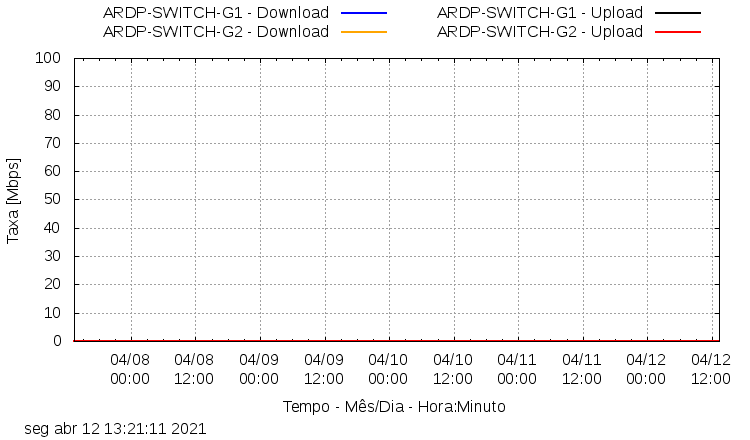 ARDP-SWITCH-G1 - Download ARDP-SWITCH-G1 - Upload
ARDP-SWITCH-G2 - Download ARDP-SWITCH-G2 - Upload
100
90
80
70
60
50
40
30
20
10
0
Taxa [Mbps]
04/08 04/08 04/09 04/09 04/10 04/10 04/11 04/11 04/12 04/12
00:00 12:00 00:00 12:00 00:00 12:00 00:00 12:00 00:00 12:00
Tempo - Mês/Dia - Hora:Minuto
seg abr 12 13:21:11 2021